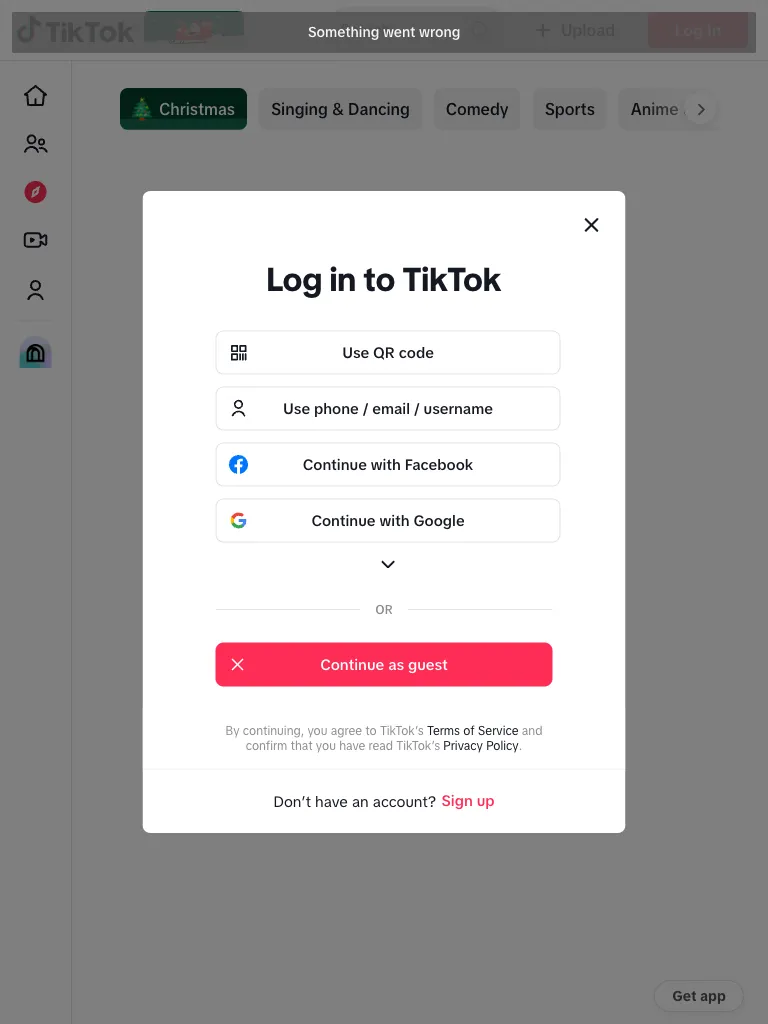 TikTok
Something went wrong
Upload
Log in
Christmas
Singing & Dancing
Comedy
Sports
Anime
Log in to TikTok
Use QR code
Use phone / email / username
Continue with Facebook
Continue with Google
OR
Continue as guest
By continuing, you agree to TikTok's Terms of Service and
confirm that you have read TikTok's Privacy Policy.
Don't have an account? Sign up
Get app